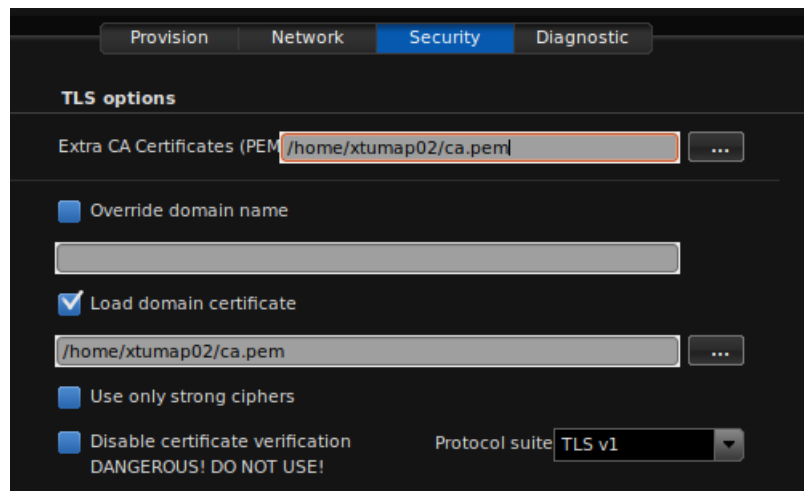 Provision Network Security Diagnostic
TLS options
Extra CA Certificates (PEM /home/xtumap02/ca.pem ...
Override domain name
Load domain certificate
/home/xtumap02/ca.pem ...
Use only strong ciphers
Disable certificate verification Protocol suite TLS v1
DANGEROUS! DO NOT USE!